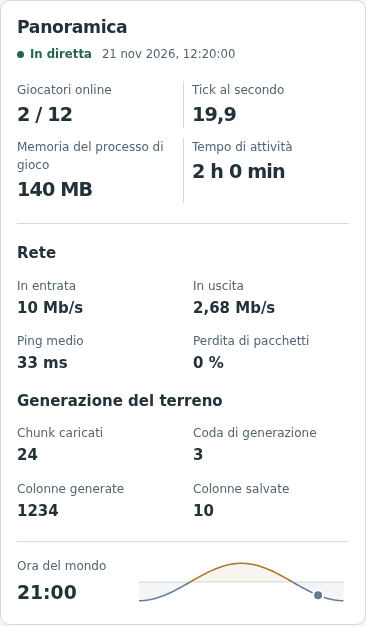 Panoramica
In diretta 21 nov 2026, 12:20:00
Giocatori online
2 / 12
Tick al secondo
19,9
Memoria del processo di
gioco
140 MB
Tempo di attività
2 h 0 min
Rete
In entrata
10 Mb/s
In uscita
2,68 Mb/s
Ping medio
33 ms
Perdita di pacchetti
0 %
Generazione del terreno
Chunk caricati
24
Coda di generazione
3
Colonne generate
1234
Colonne salvate
10
Ora del mondo
21:00